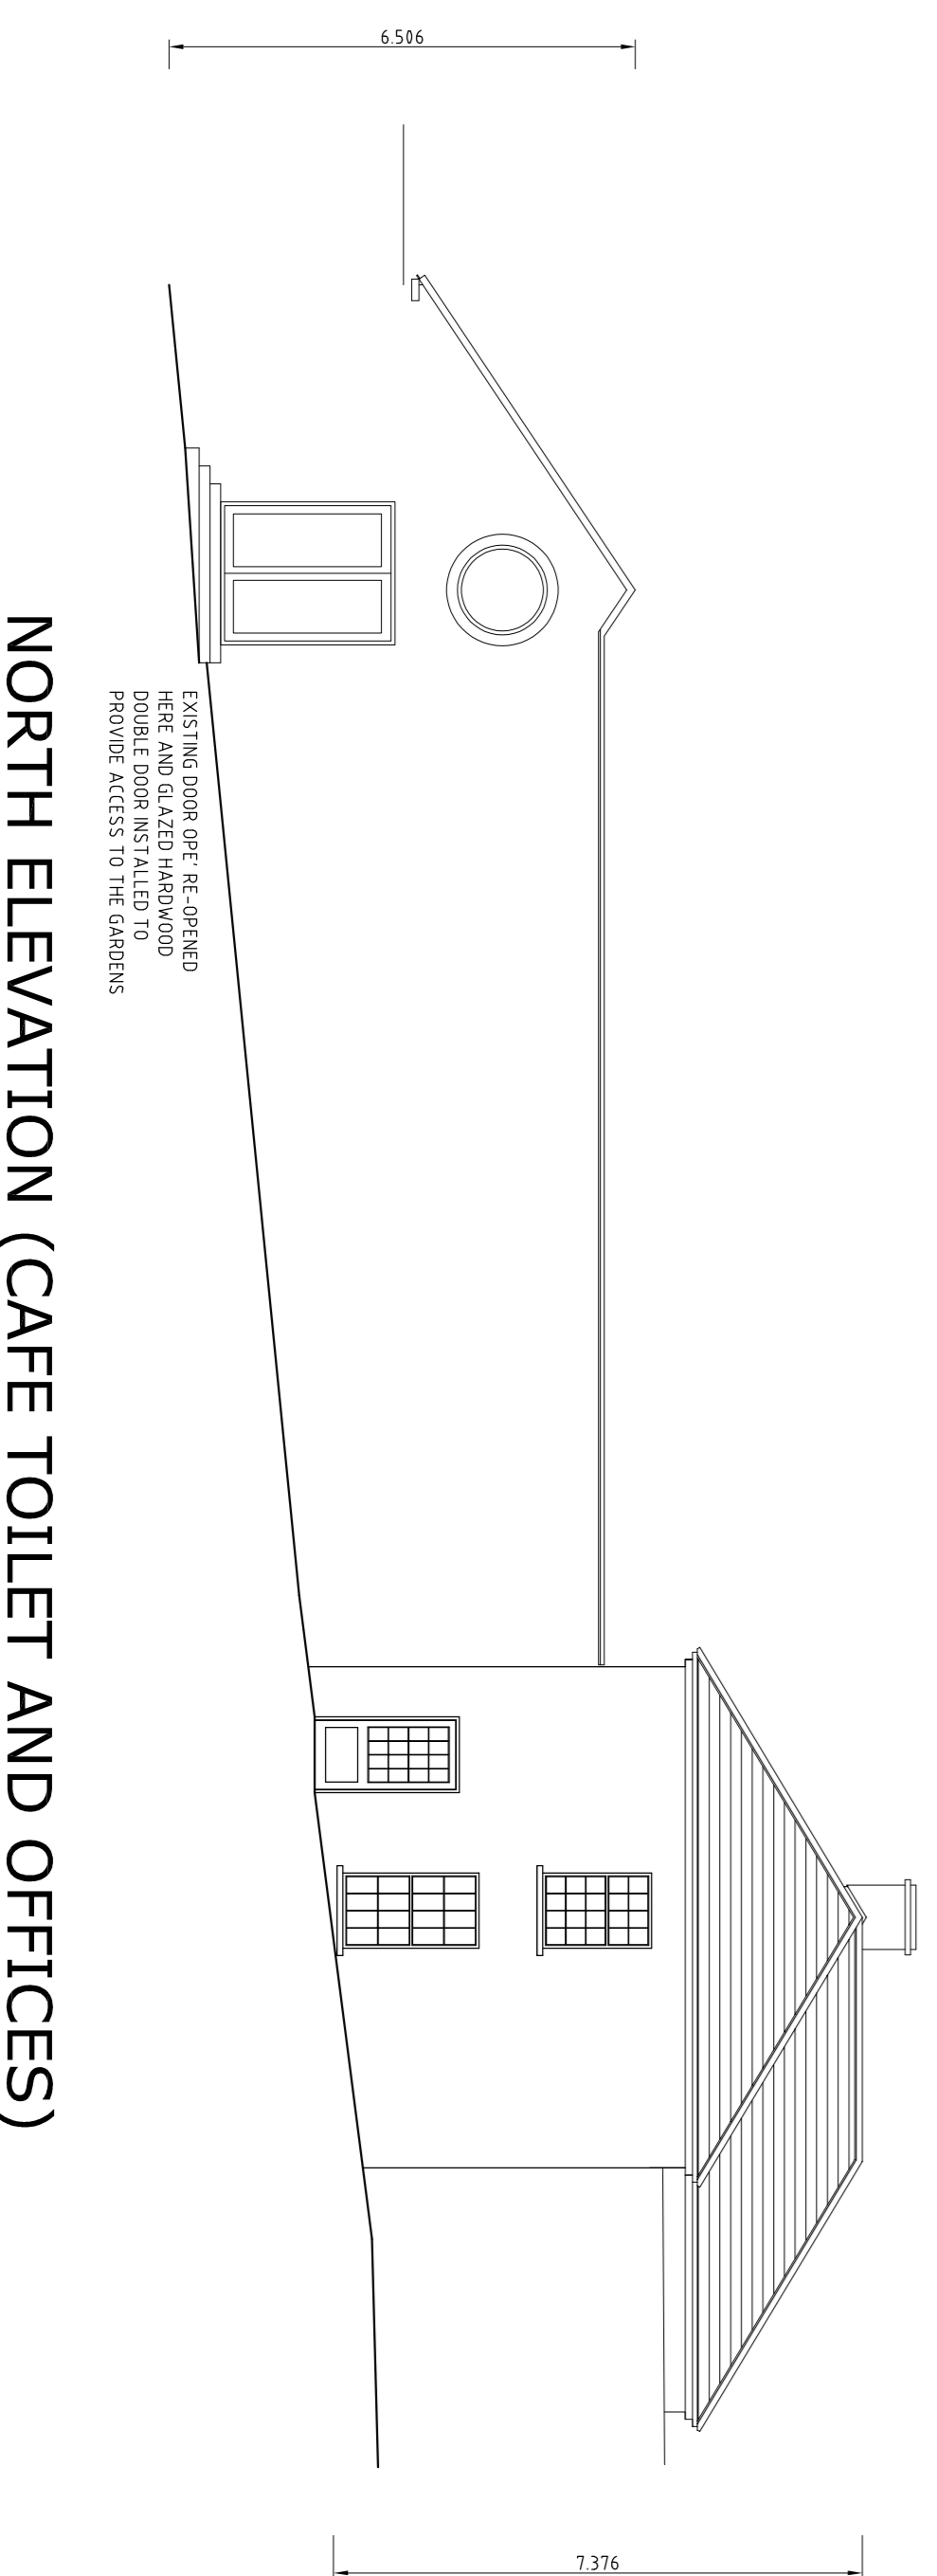 6.506
EXISTING DOOR OPE' RE-OPENED
HERE AND GLAZED HARDWOOD
DOUBLE DOOR INSTALLED TO
PROVIDE ACCESS TO THE GARDENS
7.376
NORTH ELEVATION (CAFE TOILET AND OFFICES)